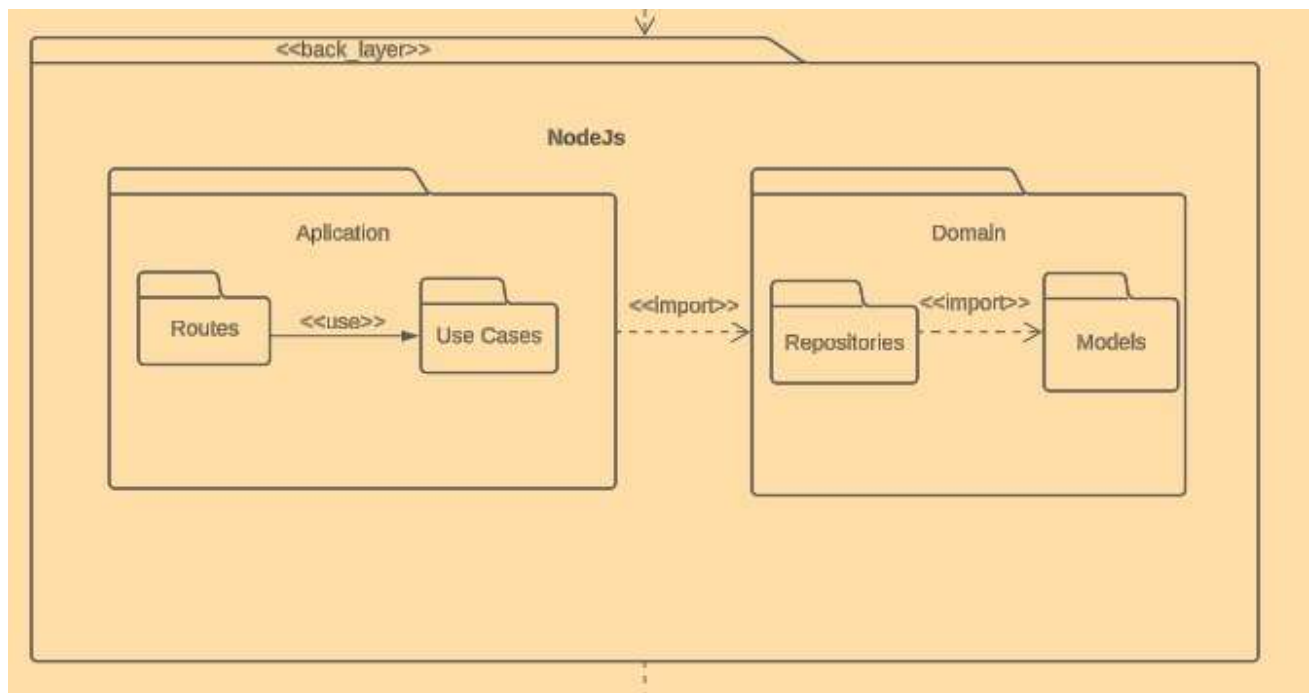 <<back_layer>>
NodeJs
Aplication
Domain
Routes
<<use>>
Use Cases
<<import>>
Repositories
<<import>>
Models